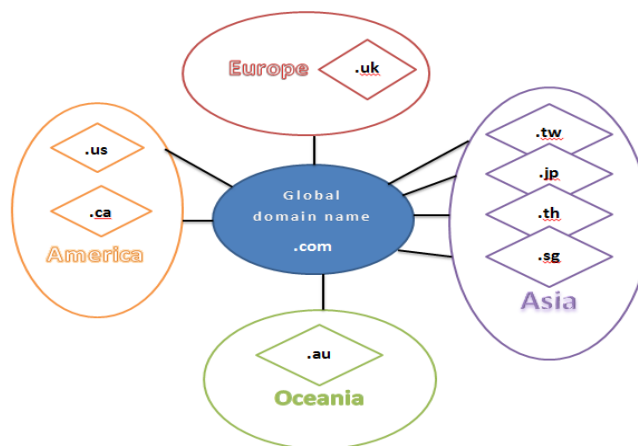 Europe
.uk
.us
.ca
America
Global
domain name
.com
.tw
.jp
.th
.sg
Asia
.au
Oceania